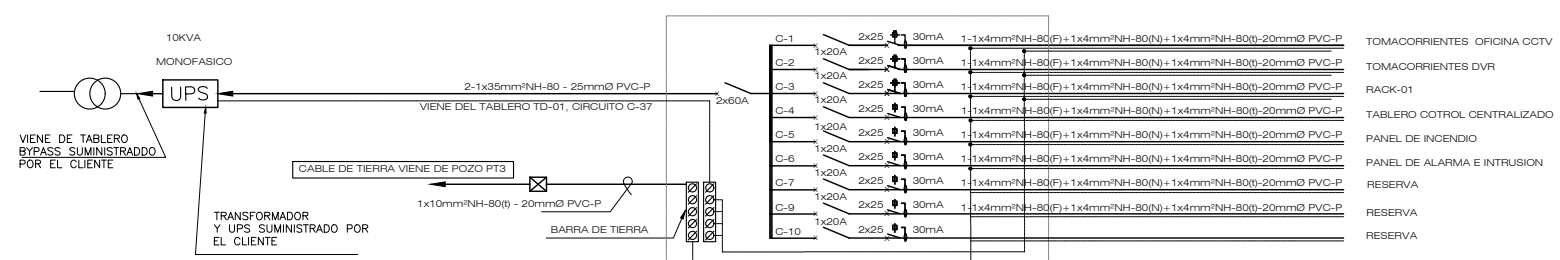 10KVA
MONOFASICO
UPS
2-1x35mm²NH-80 - 25mmØ PVC-P
VIENE DEL TABLERO TD-01, CIRCUITO C-37
VIENE DE TABLERO
BYPASS SUMINISTRADDO
POR EL CLIENTE
TRANSFORMADOR
Y UPS SUMINISTRADO POR
EL CLIENTE
CABLE DE TIERRA VIENE DE POZO PT3
1x10mm²NH-80(t) - 20mmØ PVC-P
BARRA DE TIERRA
2x60A
C-1 1x20A 2x25 30mA 1-1x4mm²NH-80(F)+1x4mm²NH-80(N)+1x4mm²NH-80(t)-20mmØ PVC-P TOMACORRIENTES OFICINA CCTV
C-2 1x20A 2x25 30mA 1-1x4mm²NH-80(F)+1x4mm²NH-80(N)+1x4mm²NH-80(t)-20mmØ PVC-P TOMACORRIENTES DVR
C-3 1x20A 2x25 30mA 1-1x4mm²NH-80(F)+1x4mm²NH-80(N)+1x4mm²NH-80(t)-20mmØ PVC-P RACK-01
C-4 1x20A 2x25 30mA 1-1x4mm²NH-80(F)+1x4mm²NH-80(N)+1x4mm²NH-80(t)-20mmØ PVC-P TABLERO COTROL CENTRALIZADO
C-5 1x20A 2x25 30mA 1-1x4mm²NH-80(F)+1x4mm²NH-80(N)+1x4mm²NH-80(t)-20mmØ PVC-P PANEL DE INCENDIO
C-6 1x20A 2x25 30mA 1-1x4mm²NH-80(F)+1x4mm²NH-80(N)+1x4mm²NH-80(t)-20mmØ PVC-P PANEL DE ALARMA E INTRUSION
C-7 1x20A 2x25 30mA 1-1x4mm²NH-80(F)+1x4mm²NH-80(N)+1x4mm²NH-80(t)-20mmØ PVC-P RESERVA
C-9 1x20A 2x25 30mA 1-1x4mm²NH-80(F)+1x4mm²NH-80(N)+1x4mm²NH-80(t)-20mmØ PVC-P RESERVA
C-10 2x25 30mA RESERVA